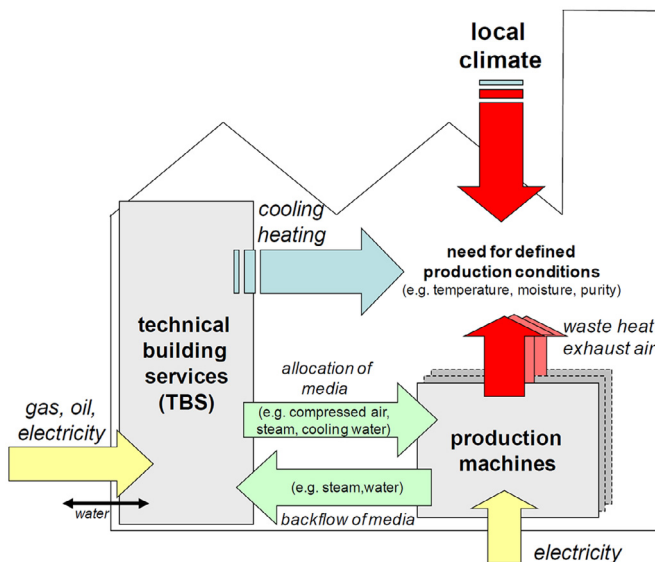 local
climate
cooling
heating
need for defined
production conditions
(e.g. temperature, moisture, purity)
technical
building
services
(TBS)
waste heat
exhaust air
allocation of
media
(e.g. compressed air,
steam, cooling water)
gas, oil,
electricity
production
machines
(e.g. steam,water)
water
backflow of media
electricity